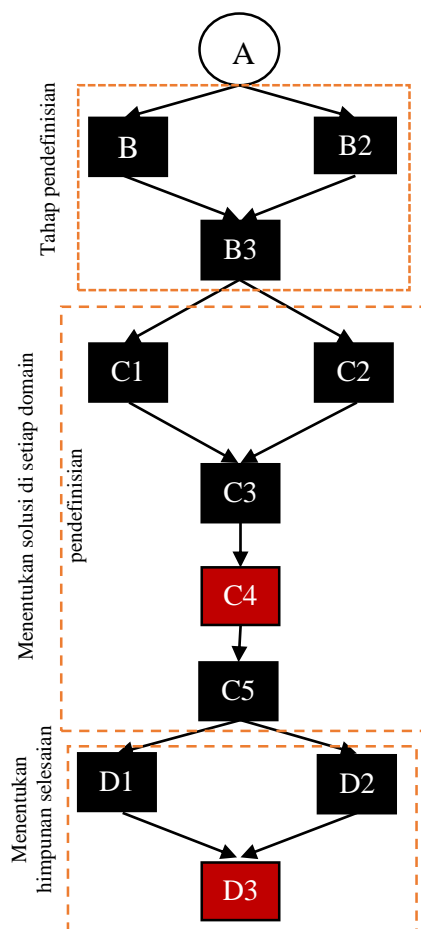 A
Tahap pendefinisian
B
B2
B3
Menentukan solusi di setiap domain
pendefinisian
C1
C2
C3
C4
C5
Menentukan
himpunan selesaian
D1
D2
D3